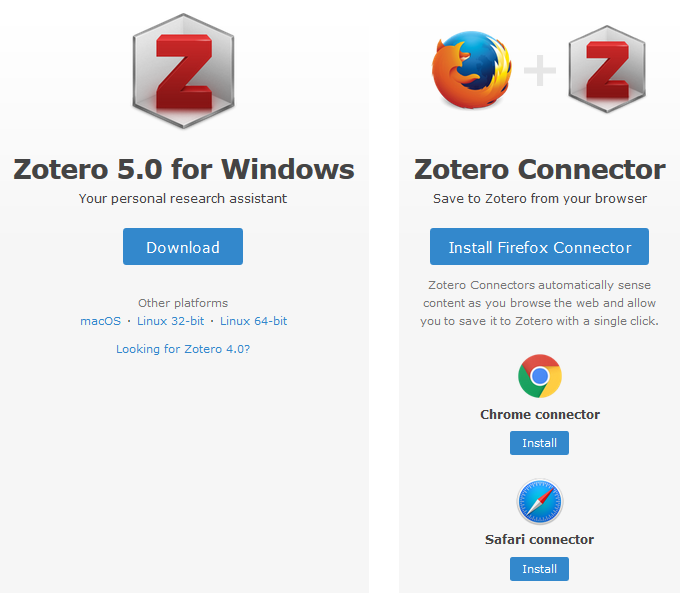 Zotero 5.0 for Windows
Your personal research assistant
Download
Other platforms
macOS · Linux 32-bit · Linux 64-bit
Looking for Zotero 4.0?
Zotero Connector
Save to Zotero from your browser
Install Firefox Connector
Zotero Connectors automatically sense
content as you browse the web and allow
you to save it to Zotero with a single click.
Chrome connector
Install
Safari connector
Install